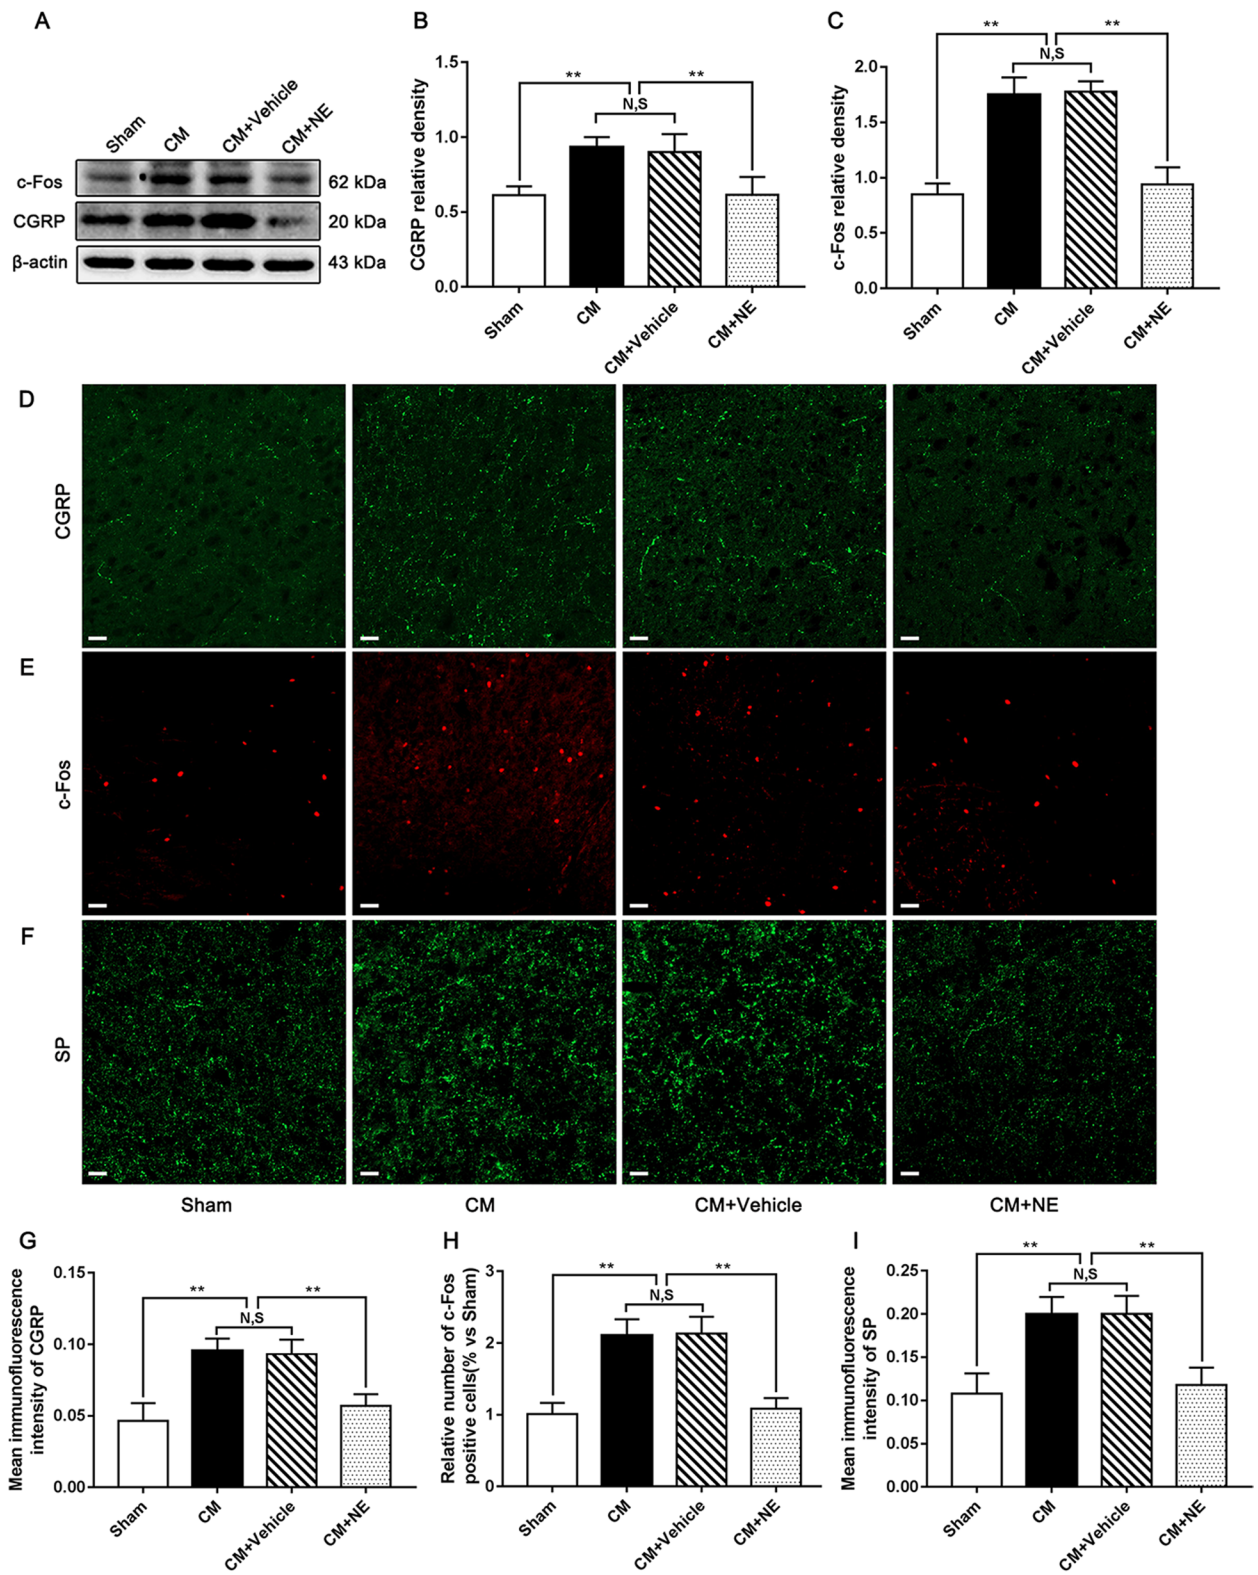 A
Sham
CM
CM+Vehicle
CM+NE
c-Fos
62 kDa
CGRP
20 kDa
β-actin
43 kDa
B
CGRP relative density
1.5
1.0
0.5
0.0
**
**
N,S
Sham
CM
CM+Vehicle
CM+NE
C
c-Fos relative density
2.0
1.5
1.0
0.5
0.0
**
**
N,S
Sham
CM
CM+Vehicle
CM+NE
D
CGRP
E
c-Fos
F
SP
Sham
CM
CM+Vehicle
CM+NE
G
Mean immunofluorescence
intensity of CGRP
0.15
0.10
0.05
0.00
**
**
N,S
Sham
CM
CM+Vehicle
CM+NE
H
Relative number of c-Fos
positive cells(% vs Sham)
3
2
1
0
**
**
N,S
Sham
CM
CM+Vehicle
CM+NE
I
Mean immunofluorescence
intensity of SP
0.25
0.20
0.15
0.10
0.05
0.00
**
**
N,S
Sham
CM
CM+Vehicle
CM+NE